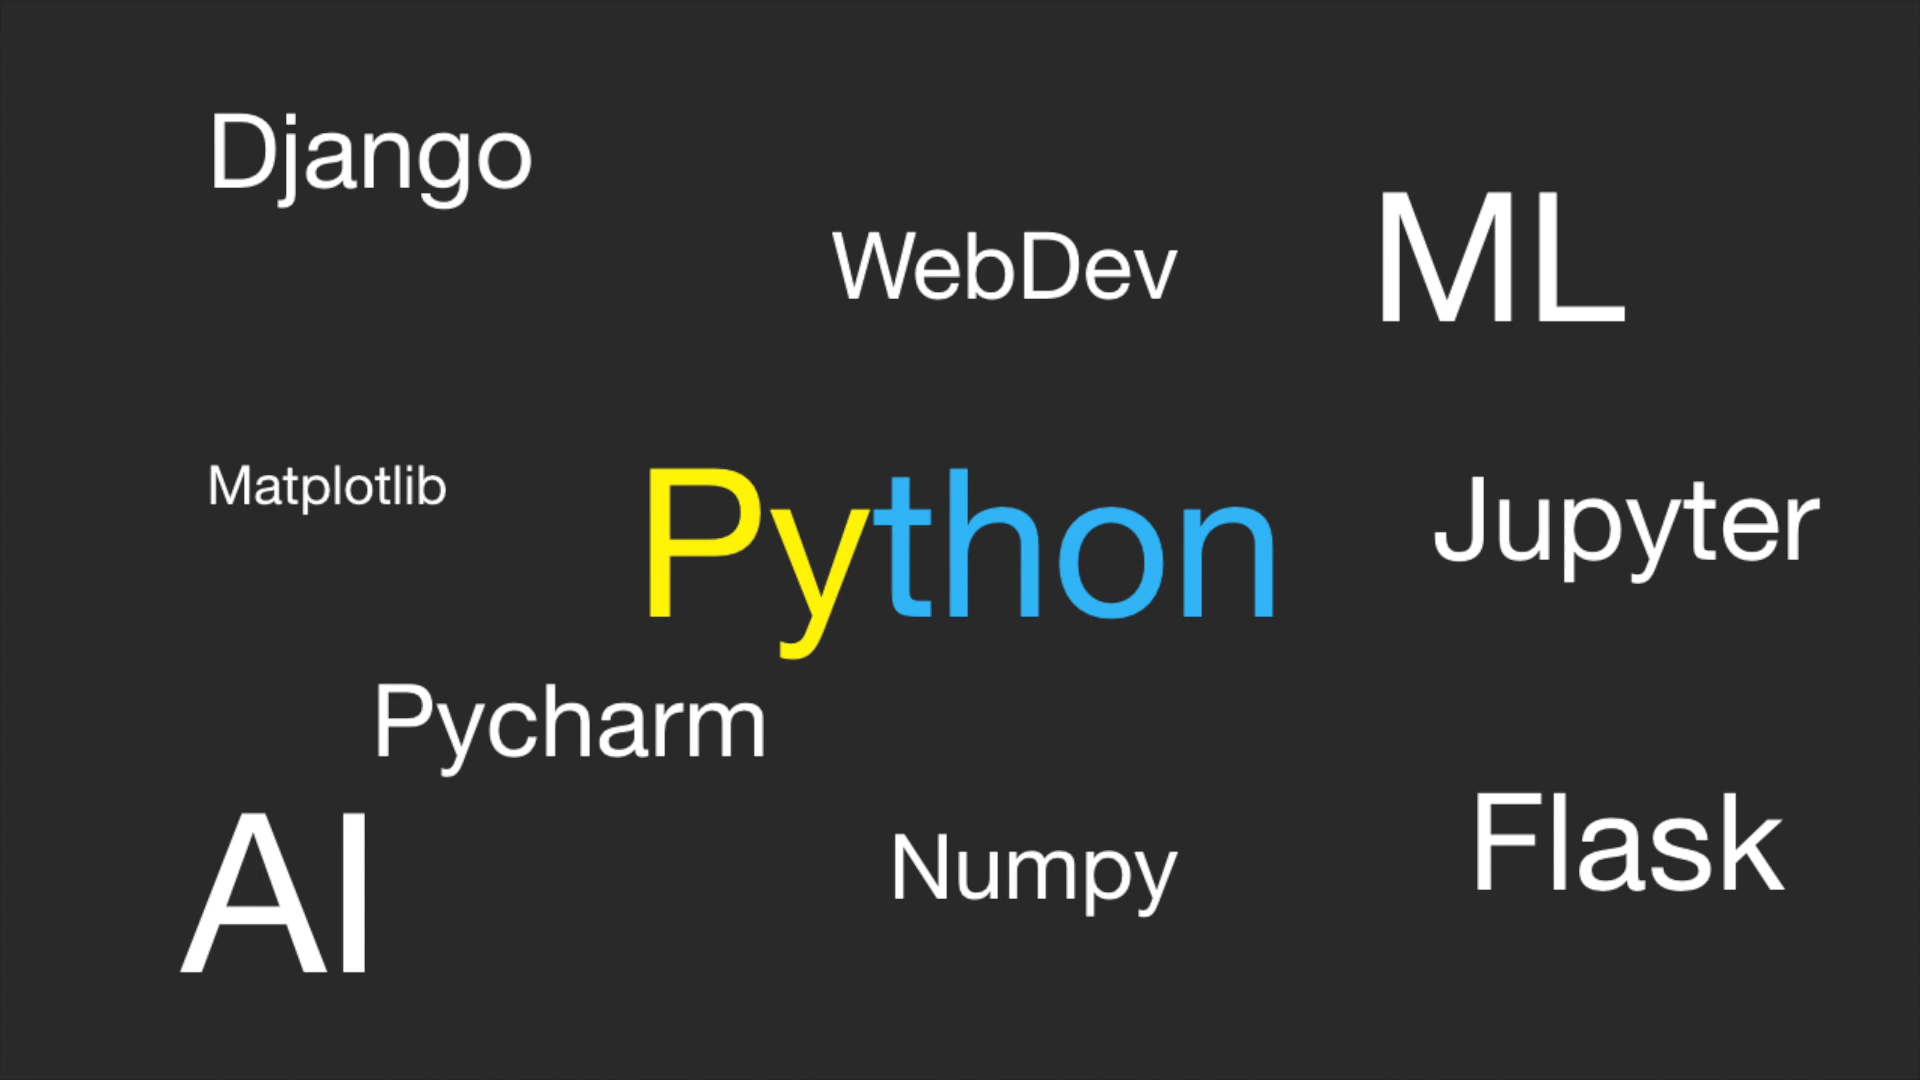 Django
WebDev
ML
Matplotlib
Python
Jupyter
Pycharm
AI
Numpy
Flask